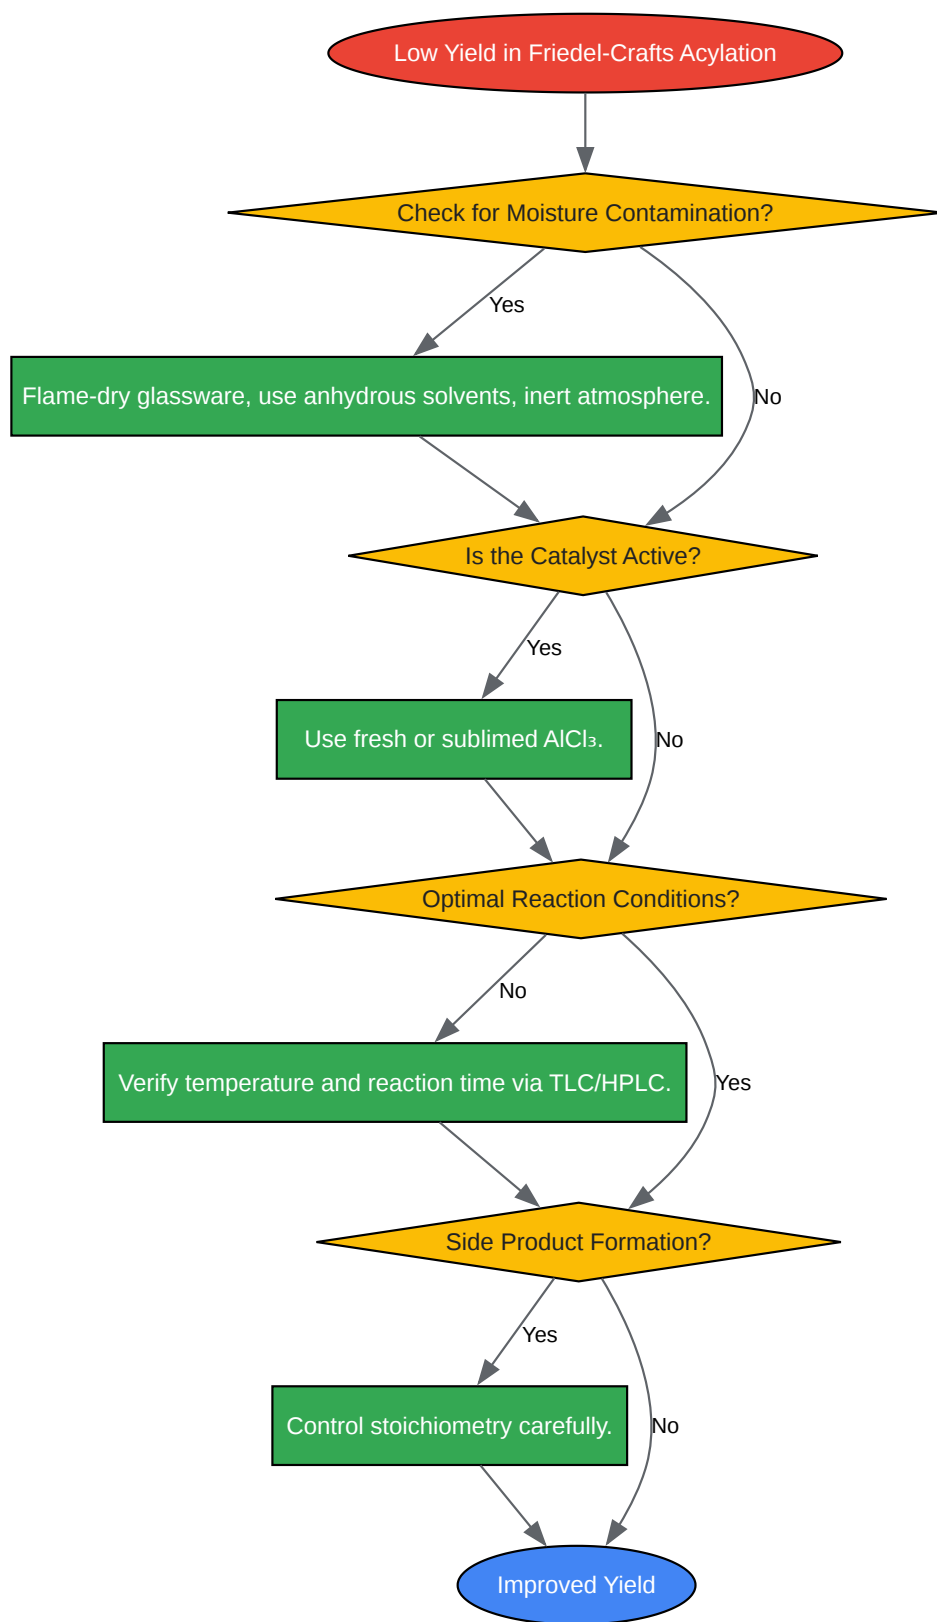 Low Yield in Friedel-Crafts Acylation
Check for Moisture Contamination?
Yes
Flame-dry glassware, use anhydrous solvents, inert atmosphere.
No
Is the Catalyst Active?
Yes
Use fresh or sublimed AlCl₃.
No
Optimal Reaction Conditions?
No
Verify temperature and reaction time via TLC/HPLC.
Yes
Side Product Formation?
Yes
Control stoichiometry carefully.
No
Improved Yield